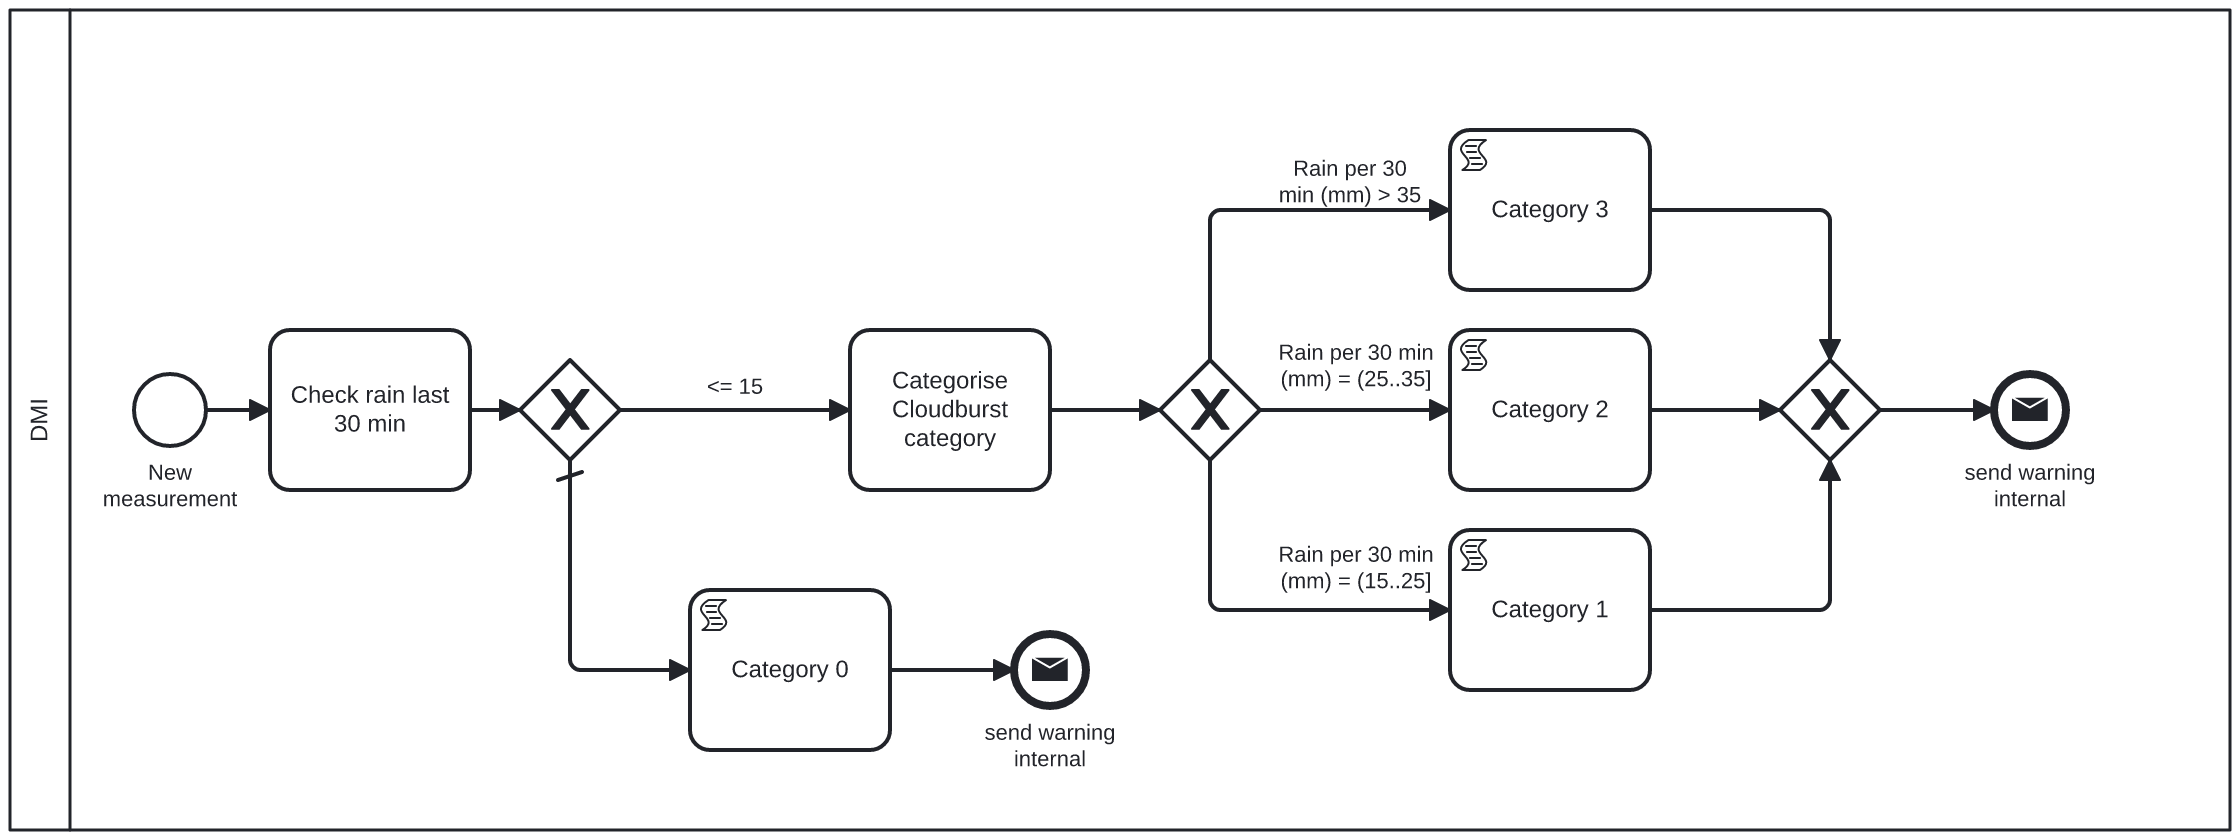 DMI
New
measurement
Check rain last
30 min
X
<= 15
Categorise
Cloudburst
category
X
Rain per 30
min (mm) > 35
Category 3
Rain per 30 min
(mm) = (25..35]
Category 2
Rain per 30 min
(mm) = (15..25]
Category 1
X
send warning
internal
Category 0
send warning
internal